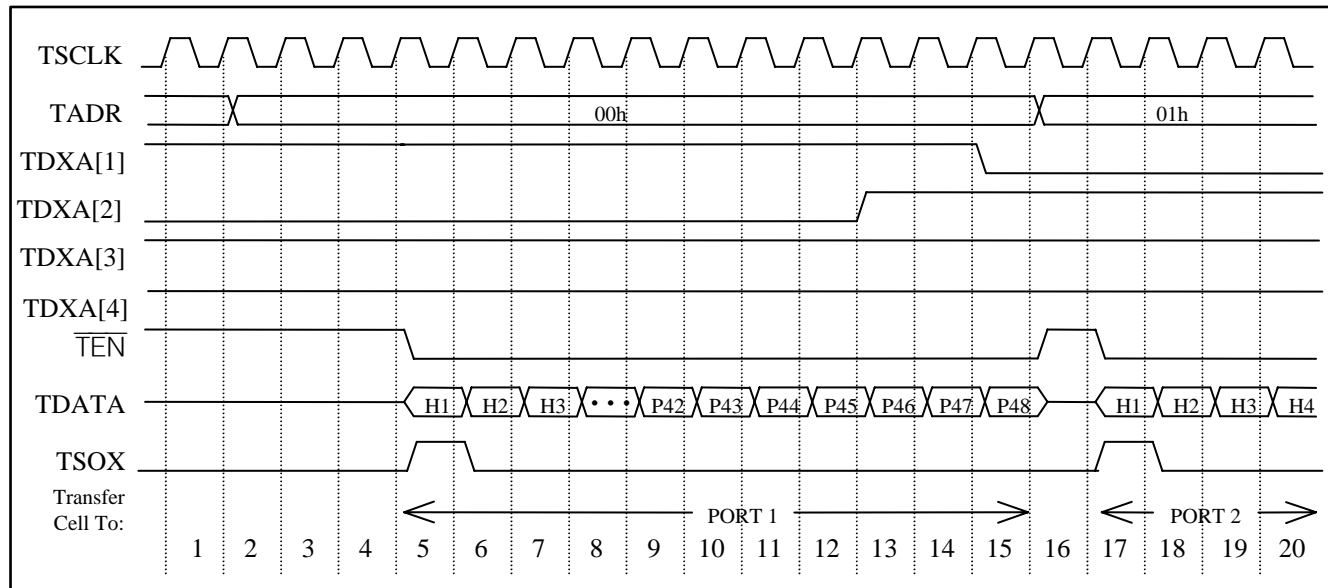 TSCLK
TADR 00h 01h
TDXA[1]
TDXA[2]
TDXA[3]
TDXA[4]
TEN
TDATA H1 H2 H3 • • • P42 P43 P44 P45 P46 P47 P48 H1 H2 H3 H4
TSOX
Transfer
Cell To: PORT 1 PORT 2
1 2 3 4 5 6 7 8 9 10 11 12 13 14 15 16 17 18 19 20